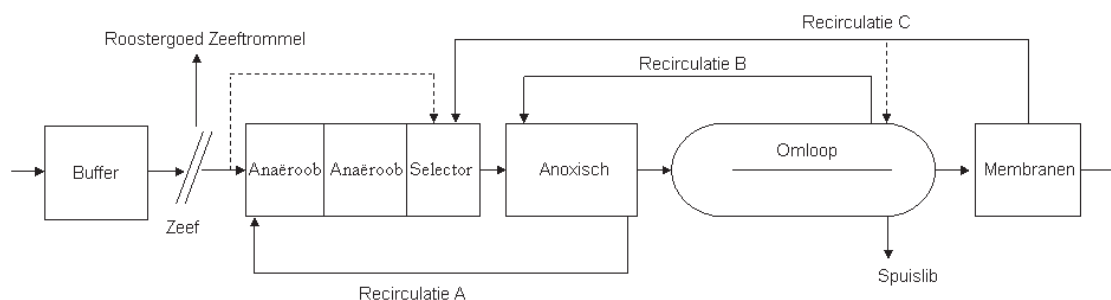 Recirculatie C
Roostergoed Zeeftrommel
Recirculatie B
Buffer
Anaëroob
Anaëroob
Selector
Anoxisch
Omloop
Membranen
Zeef
Spuislib
Recirculatie A